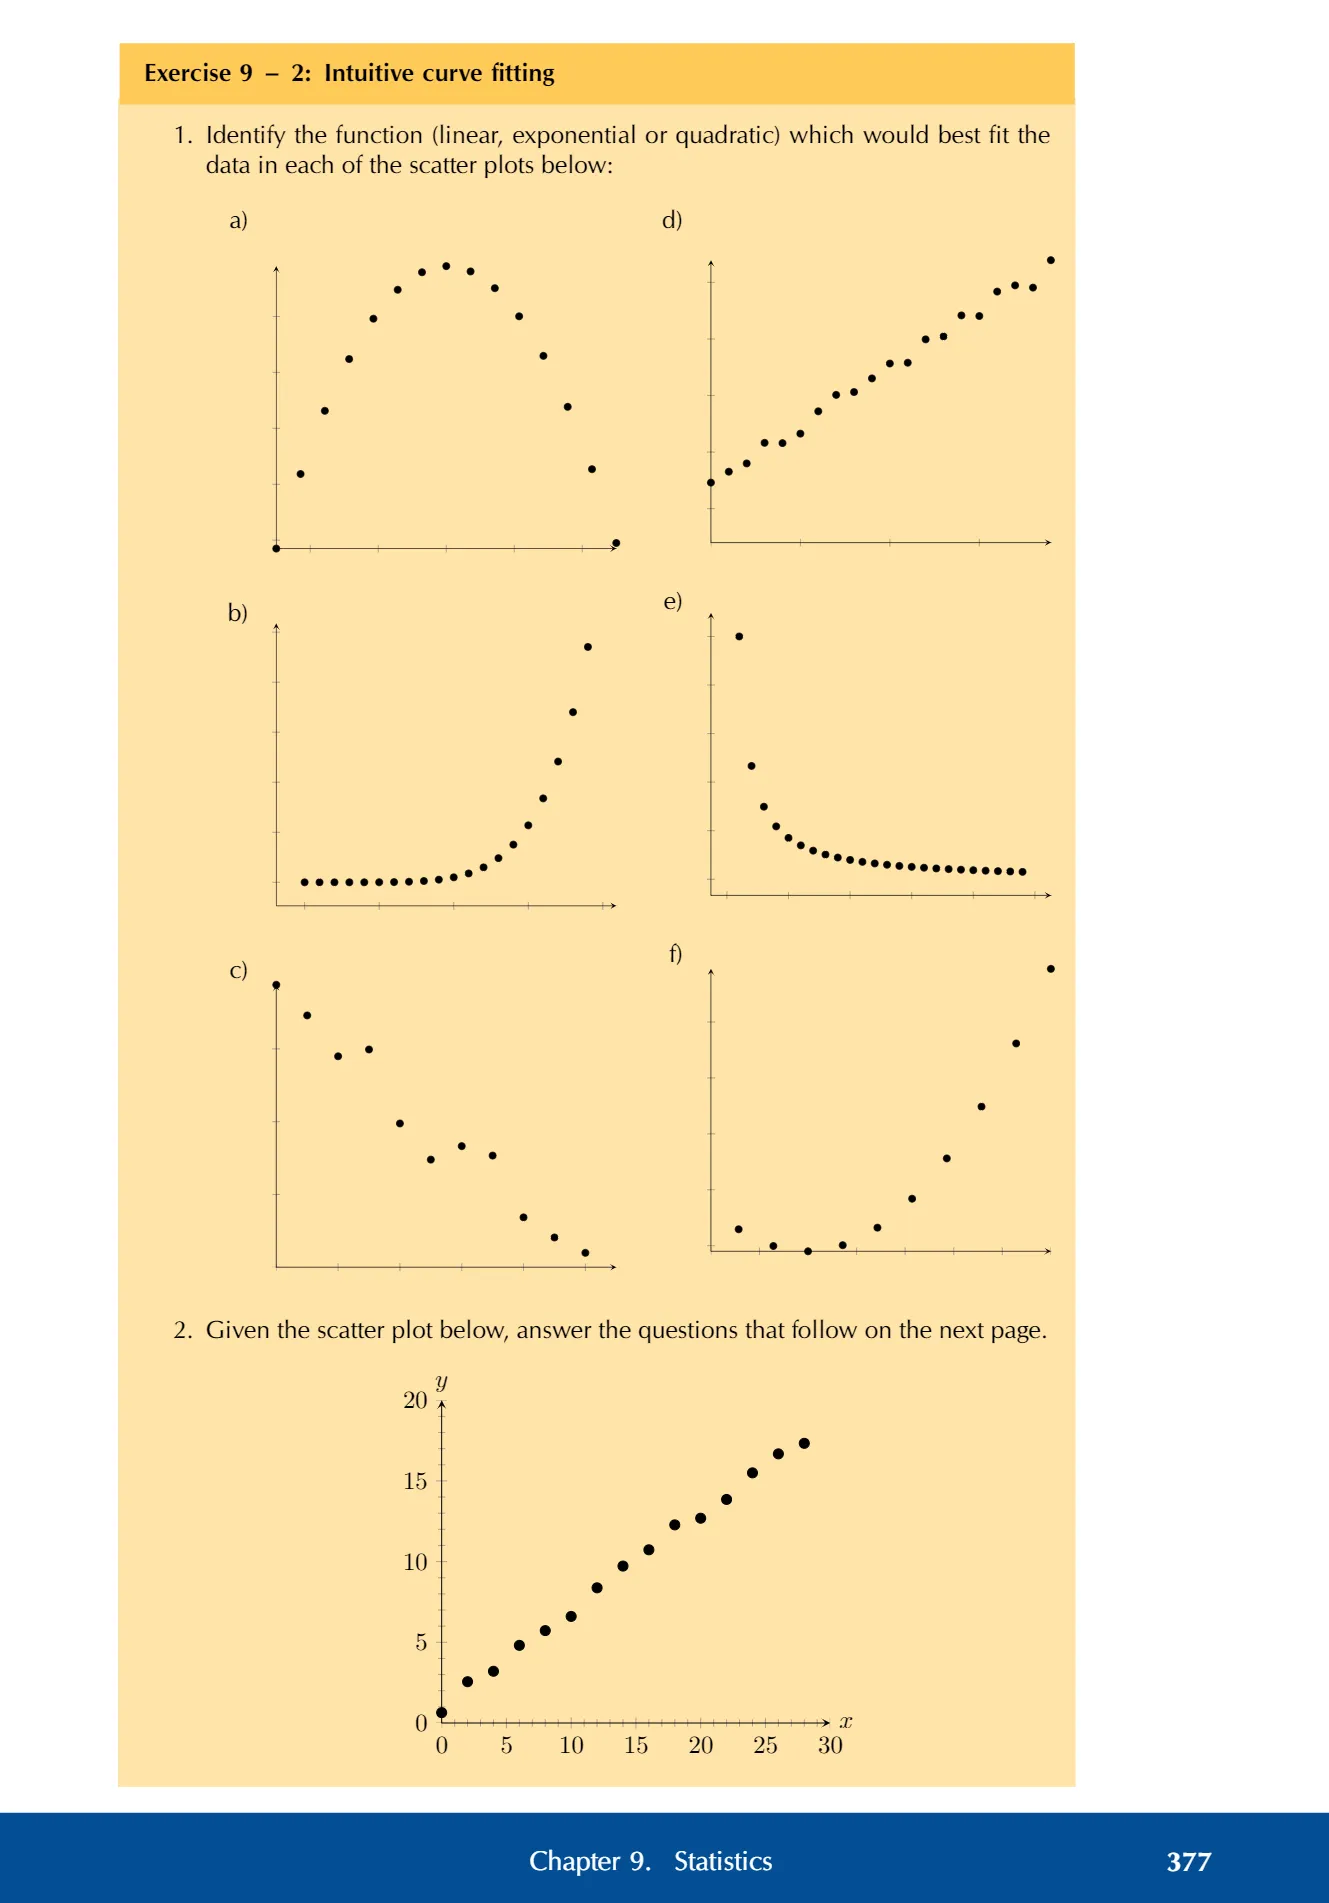 Exercise 9 – 2: Intuitive curve fitting
1. Identify the function (linear, exponential or quadratic) which would best fit the
data in each of the scatter plots below:
a)
d)
b)
e)
c)
f)
2. Given the scatter plot below, answer the questions that follow on the next page.
y
20
15
10
5
0
x
0 5 10 15 20 25 30
Chapter 9. Statistics 377